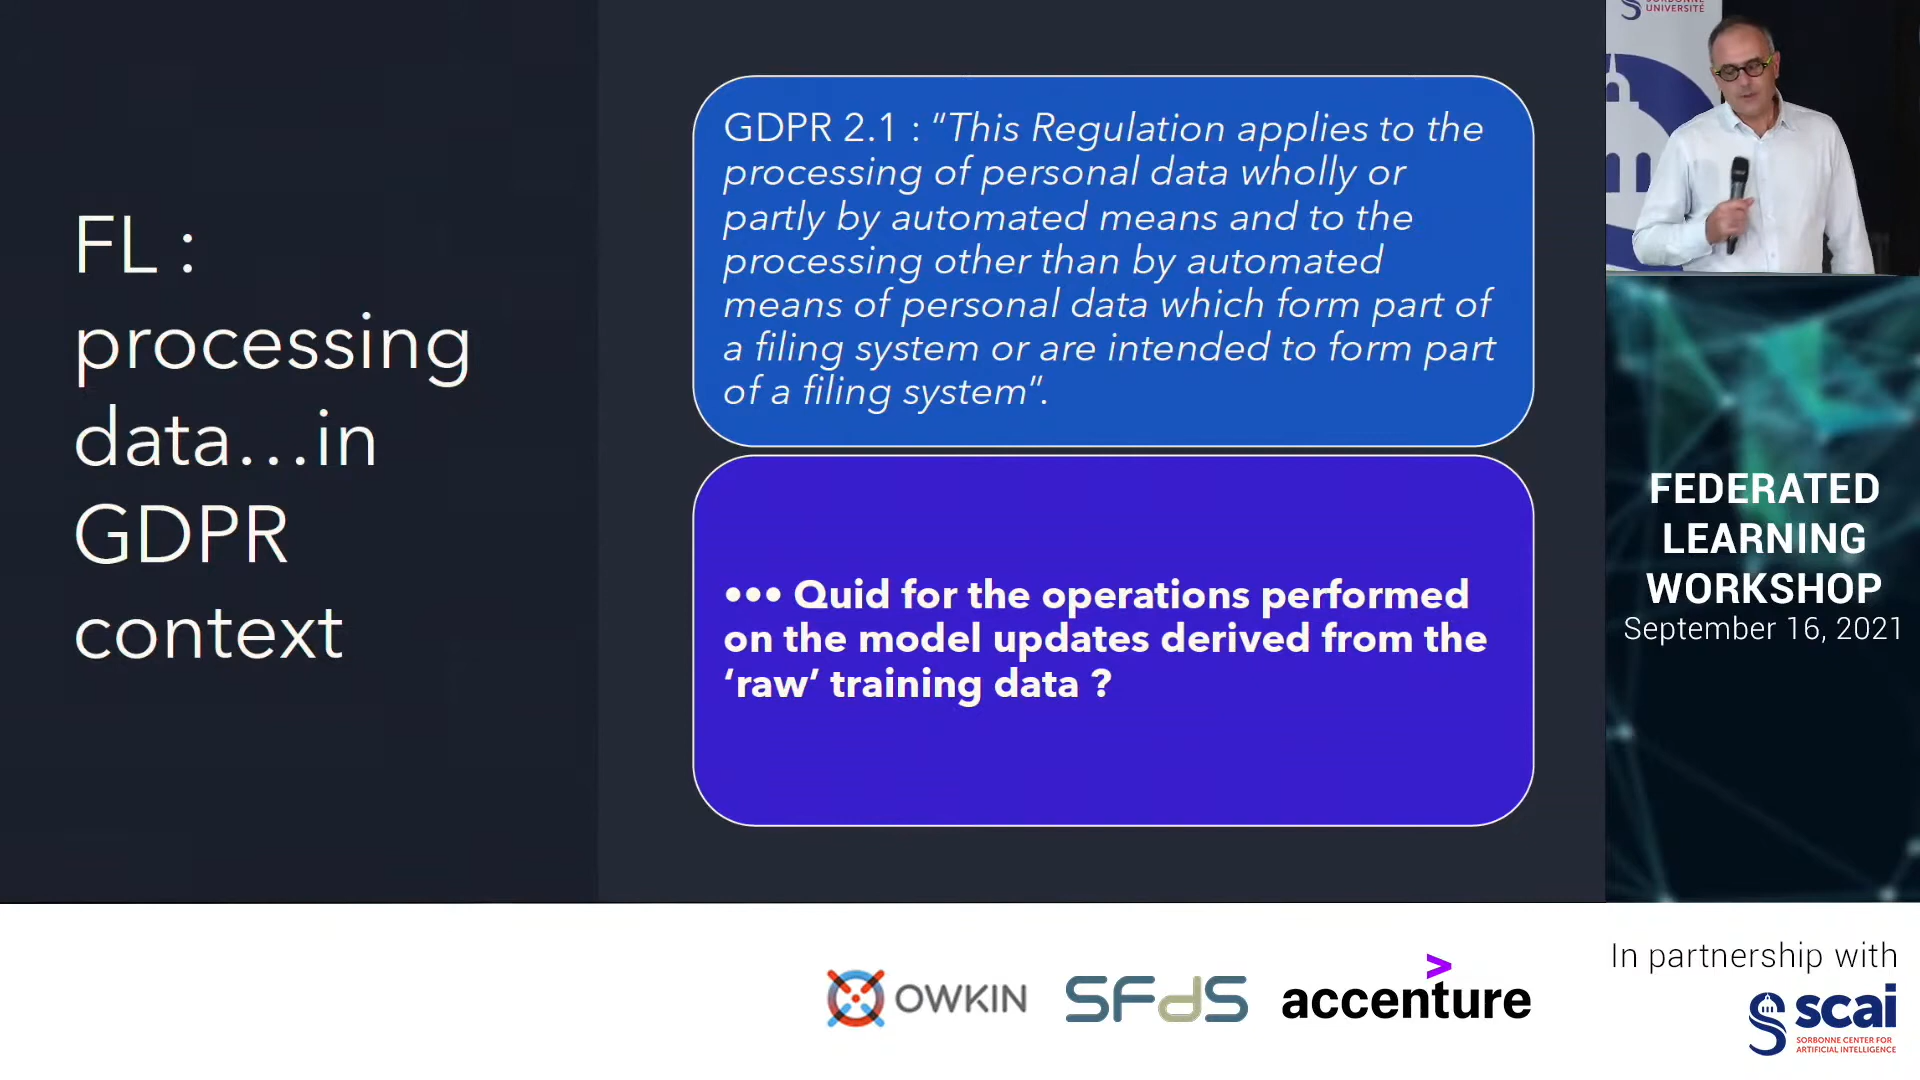 FL :
processing
data…in
GDPR
context
GDPR 2.1 : “This Regulation applies to the
processing of personal data wholly or
partly by automated means and to the
processing other than by automated
means of personal data which form part of
a filing system or are intended to form part
of a filing system”.
••• Quid for the operations performed
on the model updates derived from the
‘raw’ training data ?
SORBONNE
UNIVERSITÉ
FEDERATED
LEARNING
WORKSHOP
September 16, 2021
OWKIN
SFdS
accenture
In partnership with
scai
SORBONNE CENTER FOR
ARTIFICIAL INTELLIGENCE